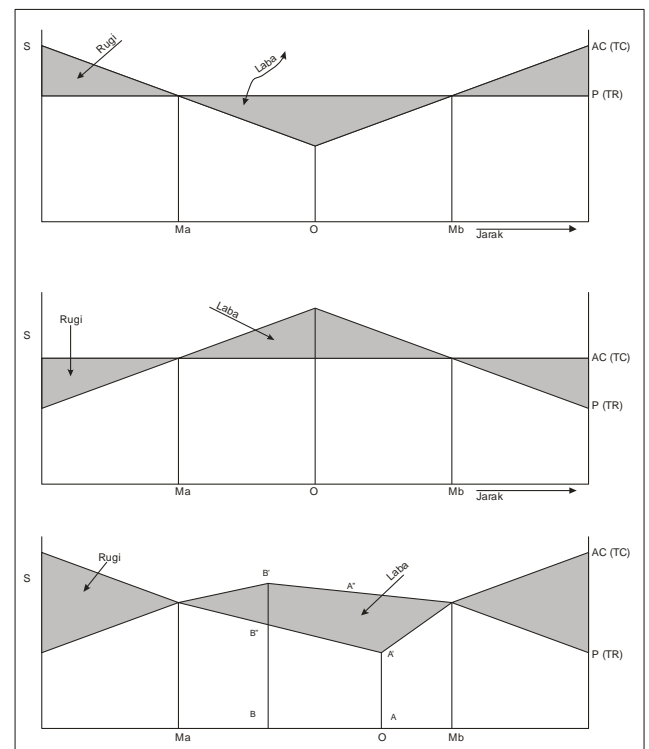 S
Rugi
Laba
AC (TC)
P (TR)
Ma
O
Mb
Jarak
S
Rugi
Laba
AC (TC)
P (TR)
Ma
O
Mb
Jarak
S
Rugi
B'
A"
Laba
AC (TC)
B"
A'
P (TR)
B
A
Ma
O
Mb